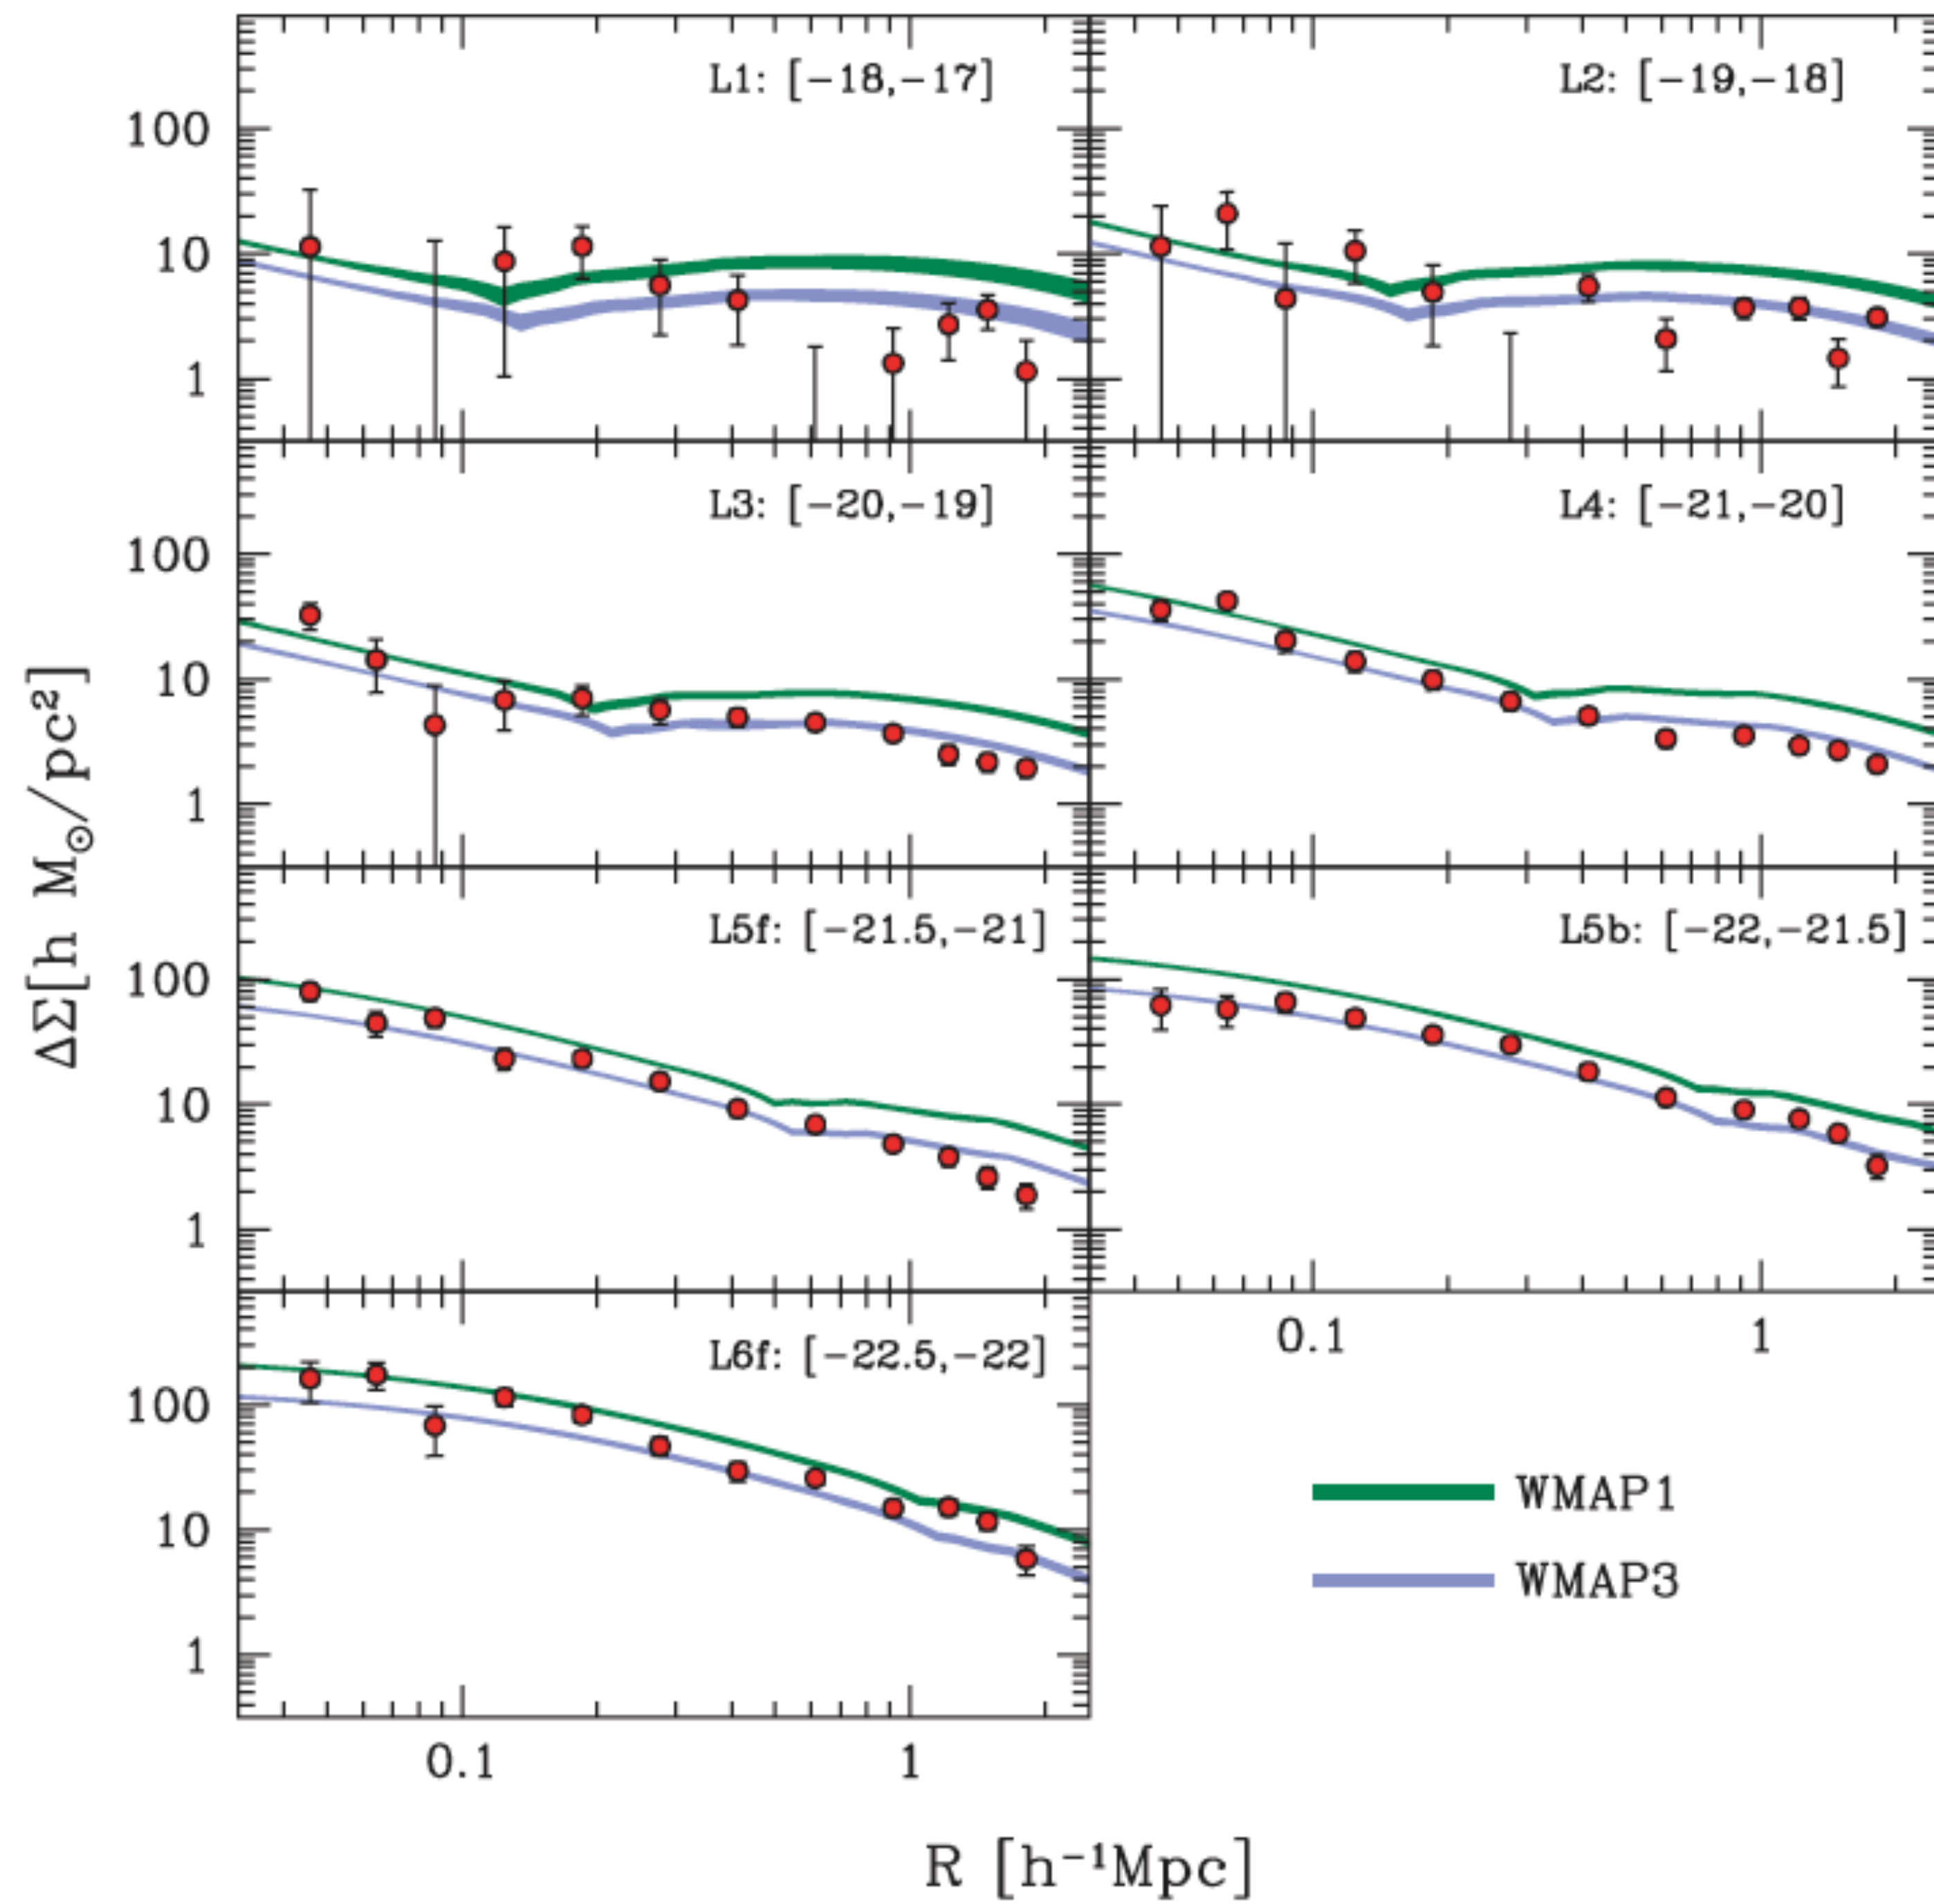 L1: [−18,−17]
L2: [−19,−18]
100
10
1
L3: [−20,−19]
L4: [−21,−20]
100
10
1
ΔΣ[h M⊙/pc²]
L5f: [−21.5,−21]
L5b: [−22,−21.5]
100
10
1
0.1 1
L6f: [−22.5,−22]
100
10
1
WMAP1
WMAP3
0.1 1
R [h⁻¹Mpc]